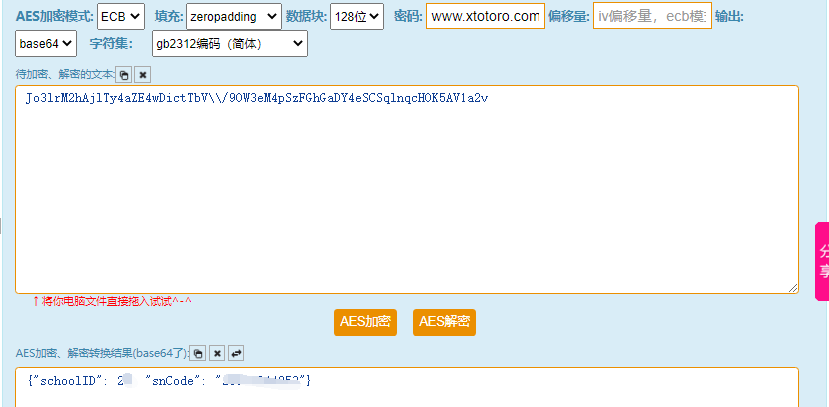 AES加密模式: ECB 填充: zeropadding 数据块: 128位 密码: www.xtotoro.com 偏移量: iv偏移量，ecb模 输出:
base64 字符集: gb2312编码（简体）
待加密、解密的文本:
Jo3lrM2hAjlTy4aZE4wDictTbV\\/9OW3eM4pSzFGhGaDY4eSCSqlnqcHOK5AV1a2v
↑将你电脑文件直接拖入试试^-^
AES加密 AES解密
AES加密、解密转换结果(base64了):
{"schoolID": 2 "snCode": "
分享